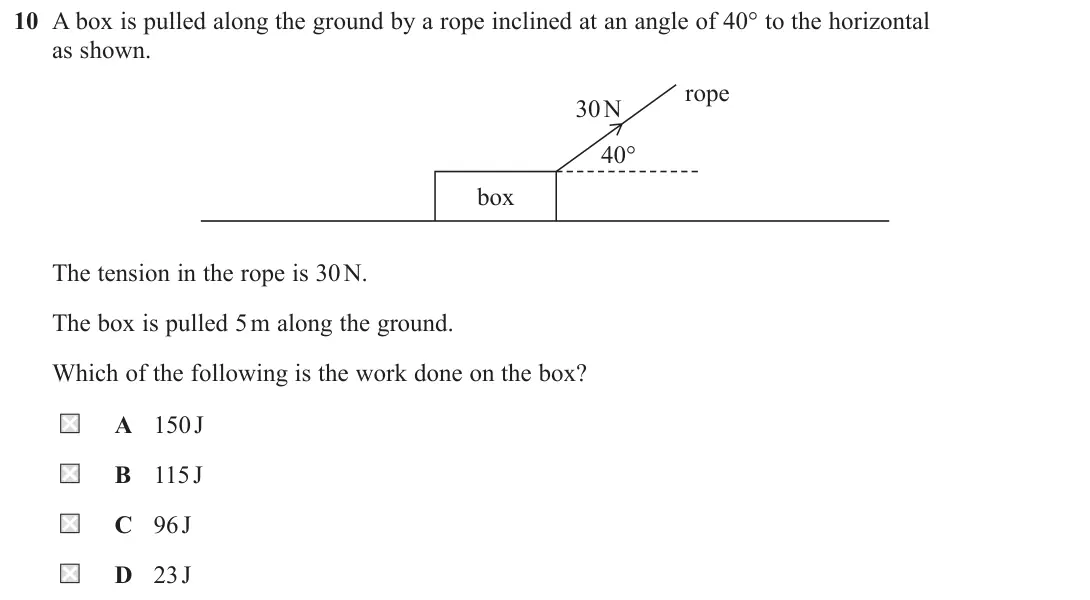 10 A box is pulled along the ground by a rope inclined at an angle of 40° to the horizontal
as shown.
rope
30 N
40°
box
The tension in the rope is 30 N.
The box is pulled 5 m along the ground.
Which of the following is the work done on the box?
A 150 J
B 115 J
C 96 J
D 23 J